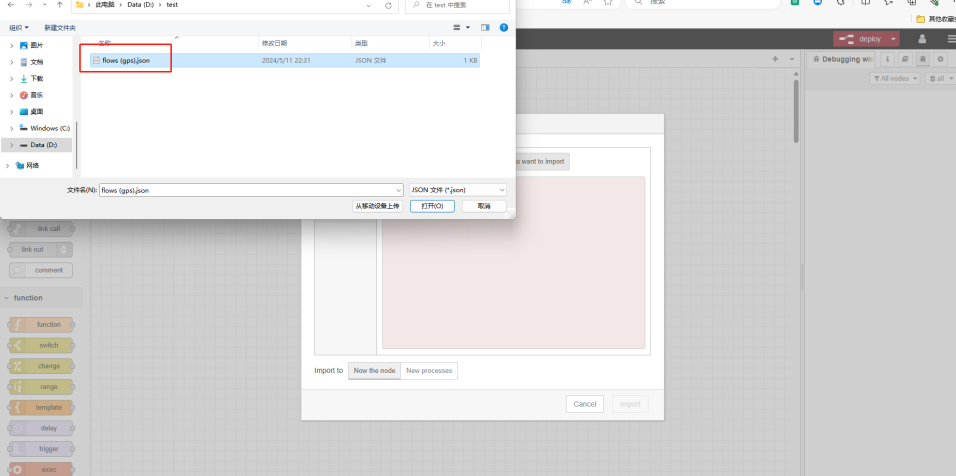 此电脑 > Data (D:) > test
在 test 中搜索
搜索
组织 新建文件夹
其他收藏
名称 修改日期 类型 大小
图片
flows (gps).json 2024/5/11 22:31 JSON 文件 1 KB
文档
下载
音乐
桌面
Windows (C:)
Data (D:)
网络
文件名(N): flows (gps).json JSON 文件 (*.json)
从移动设备上传 打开(O) 取消
deploy
Debugging
All nodes all
u want to import
link call
link out
comment
function
function
switch
change
range
template
delay
trigger
exec
Import to Now the node New processes
Cancel Import